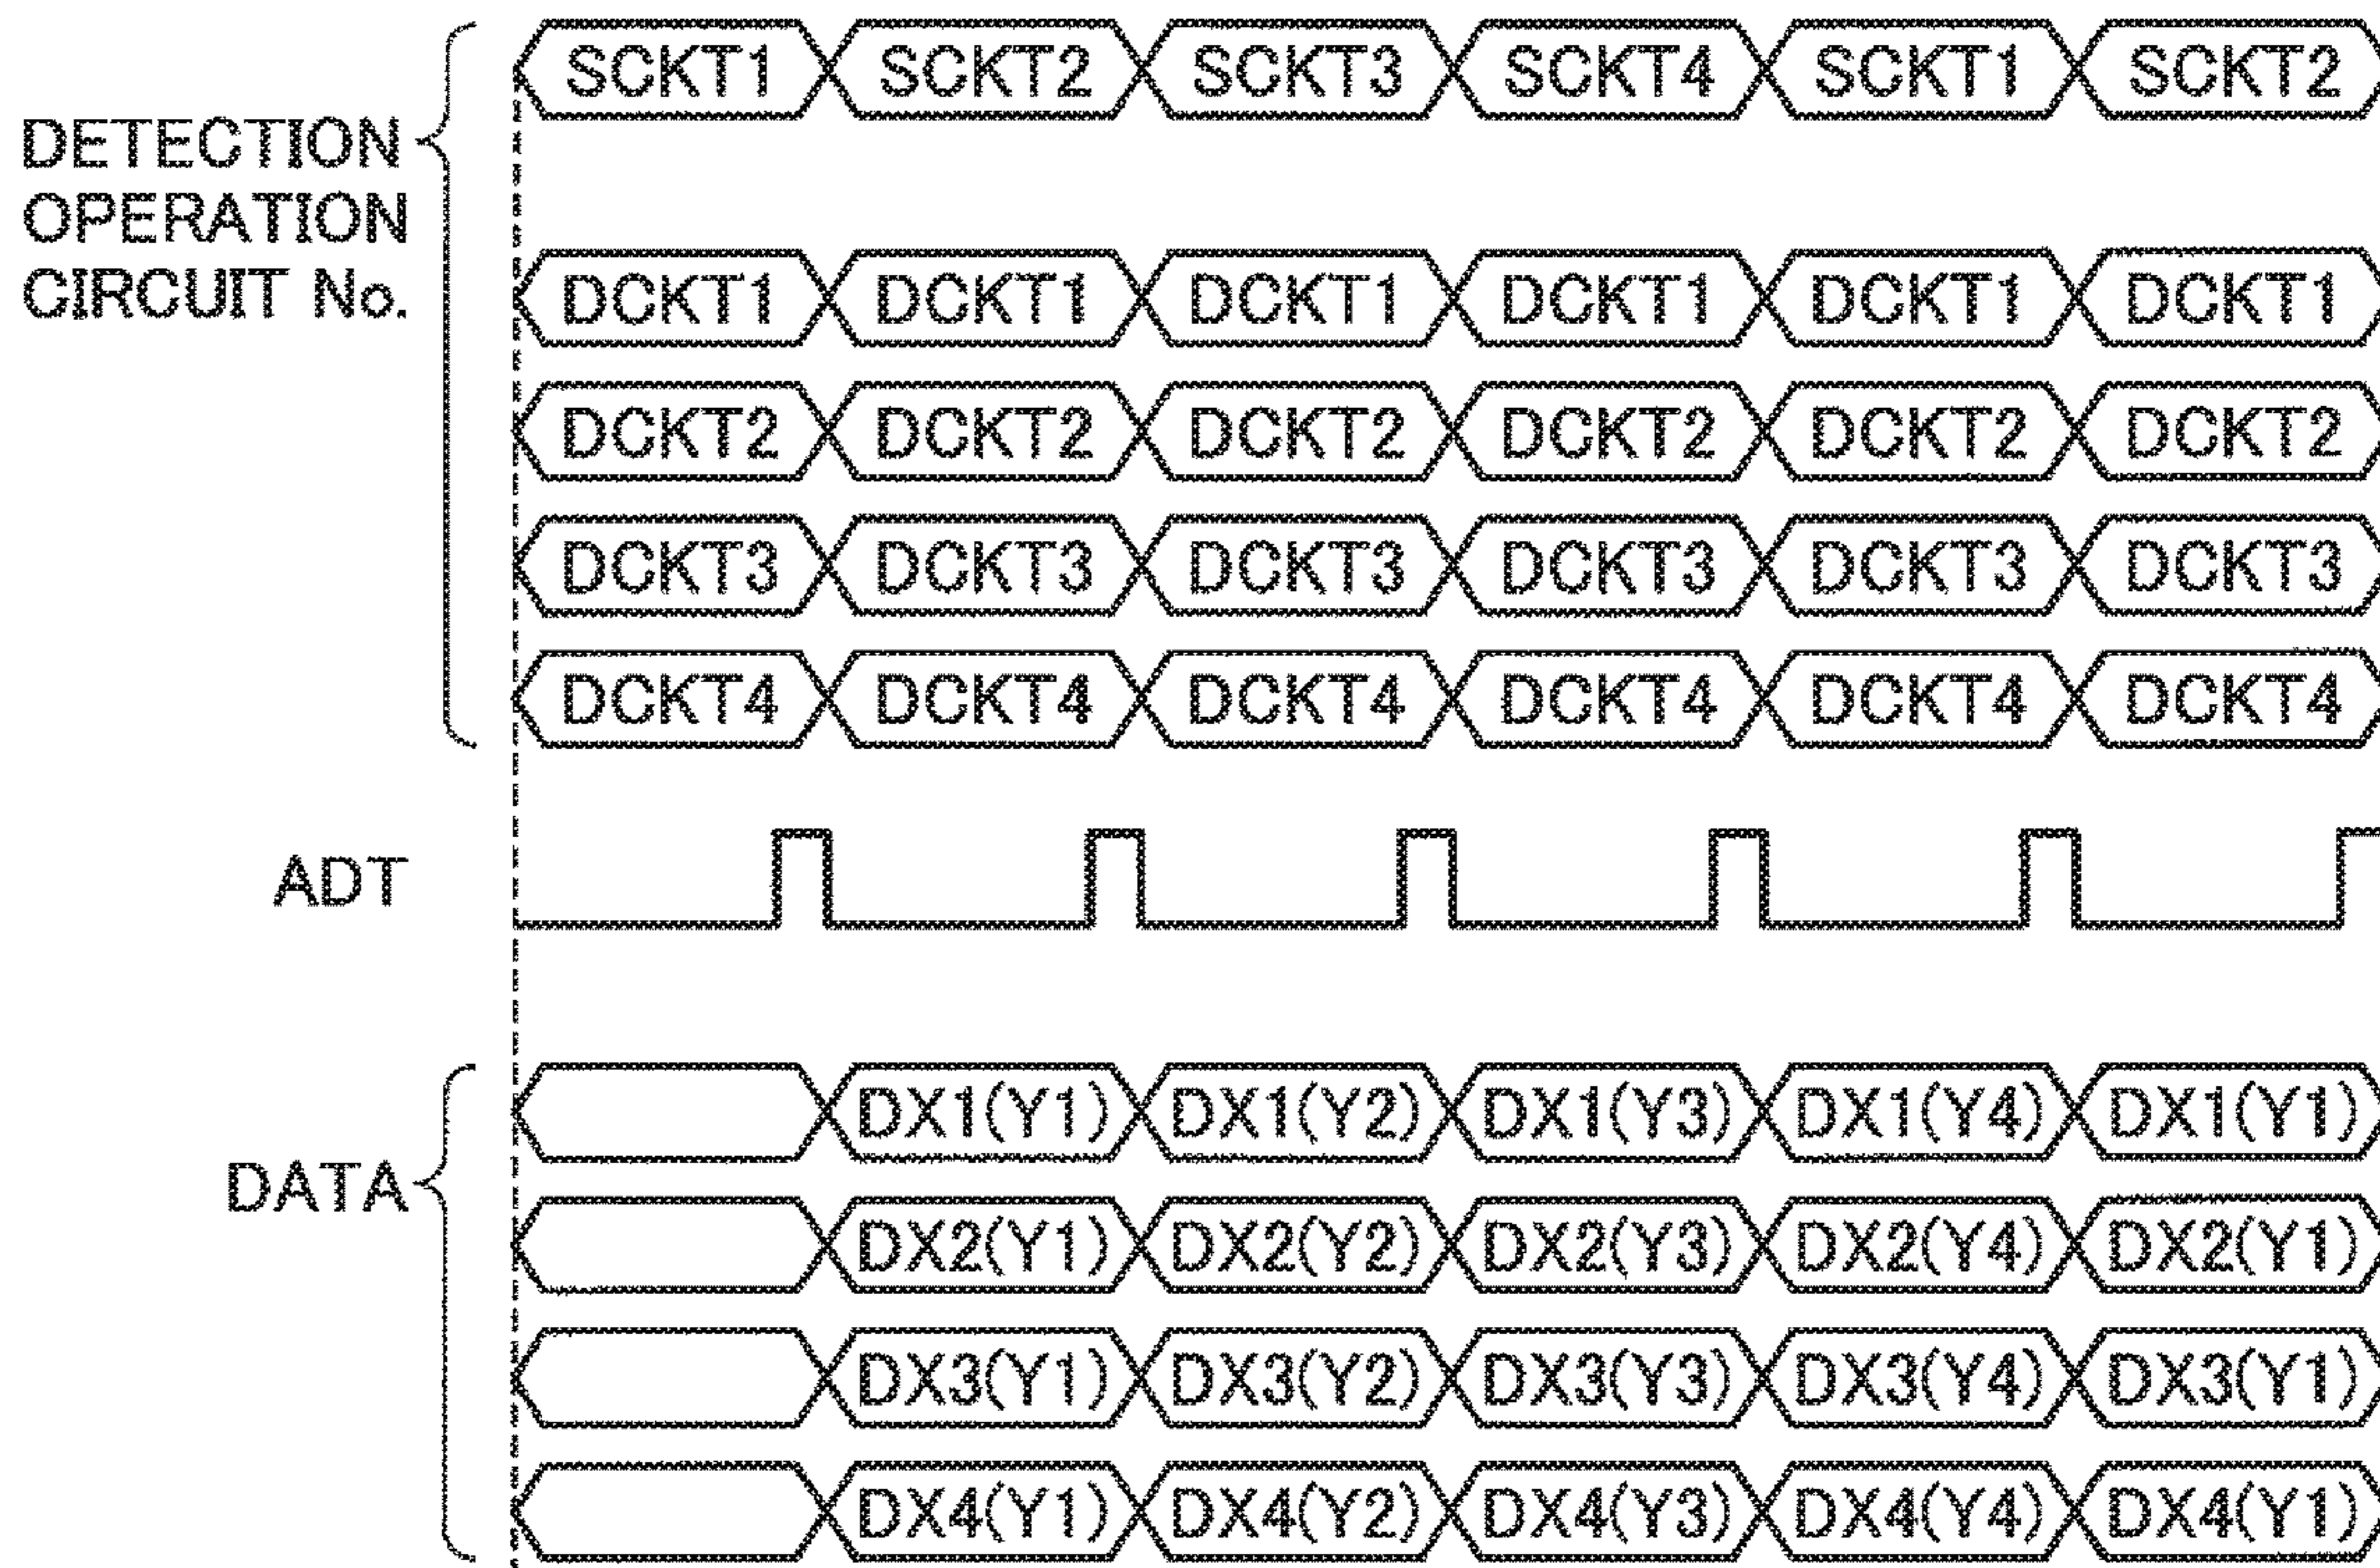 SCKT1 SCKT2 SCKT3 SCKT4 SCKT1 SCKT2
DETECTION
OPERATION
CIRCUIT No.
DCKT1 DCKT1 DCKT1 DCKT1 DCKT1 DCKT1
DCKT2 DCKT2 DCKT2 DCKT2 DCKT2 DCKT2
DCKT3 DCKT3 DCKT3 DCKT3 DCKT3 DCKT3
DCKT4 DCKT4 DCKT4 DCKT4 DCKT4 DCKT4
ADT
DATA
DX1(Y1) DX1(Y2) DX1(Y3) DX1(Y4) DX1(Y1)
DX2(Y1) DX2(Y2) DX2(Y3) DX2(Y4) DX2(Y1)
DX3(Y1) DX3(Y2) DX3(Y3) DX3(Y4) DX3(Y1)
DX4(Y1) DX4(Y2) DX4(Y3) DX4(Y4) DX4(Y1)